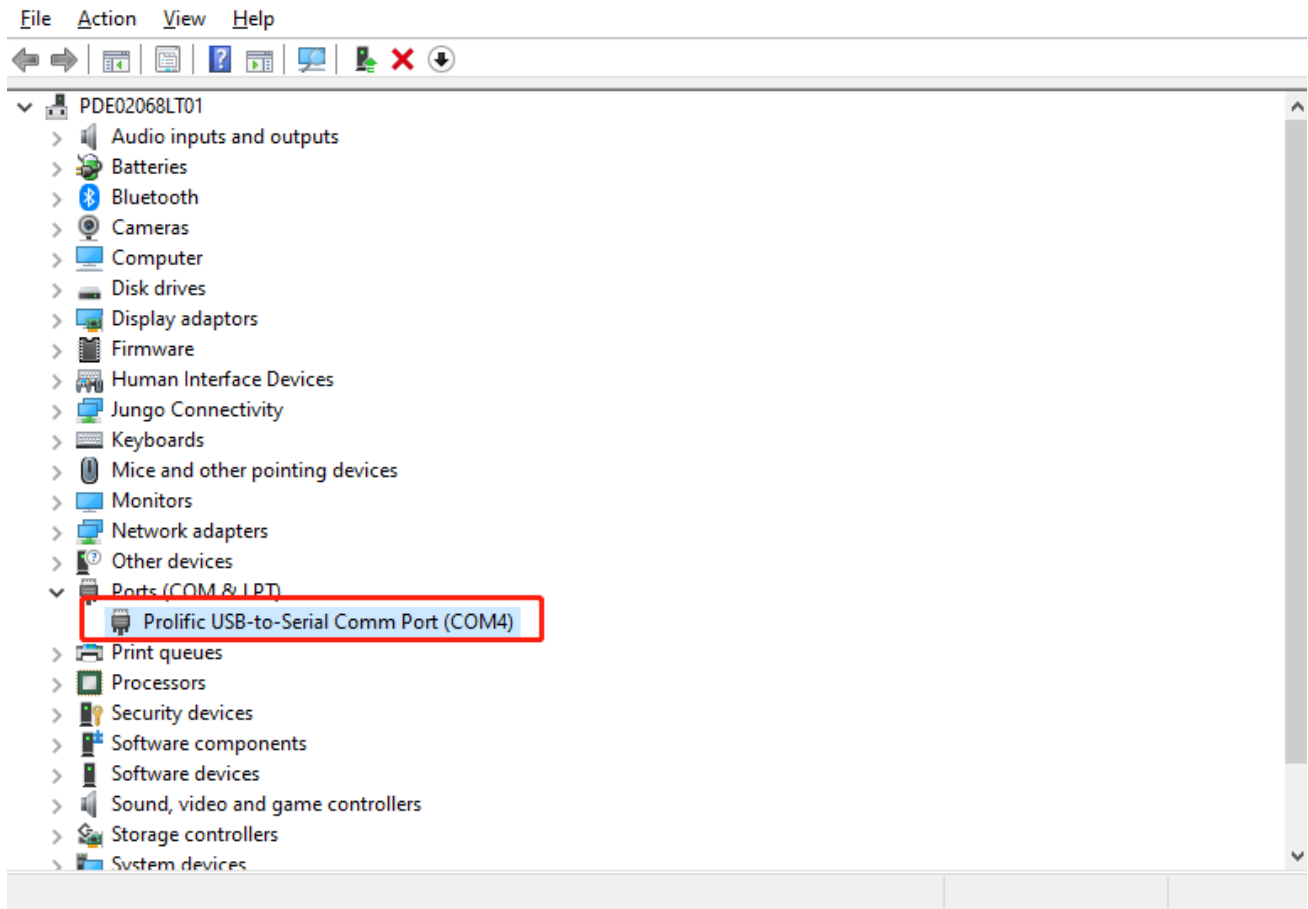 File Action View Help
PDE02068LT01
Audio inputs and outputs
Batteries
Bluetooth
Cameras
Computer
Disk drives
Display adaptors
Firmware
Human Interface Devices
Jungo Connectivity
Keyboards
Mice and other pointing devices
Monitors
Network adapters
Other devices
Ports (COM & LPT)
Prolific USB-to-Serial Comm Port (COM4)
Print queues
Processors
Security devices
Software components
Software devices
Sound, video and game controllers
Storage controllers
System devices